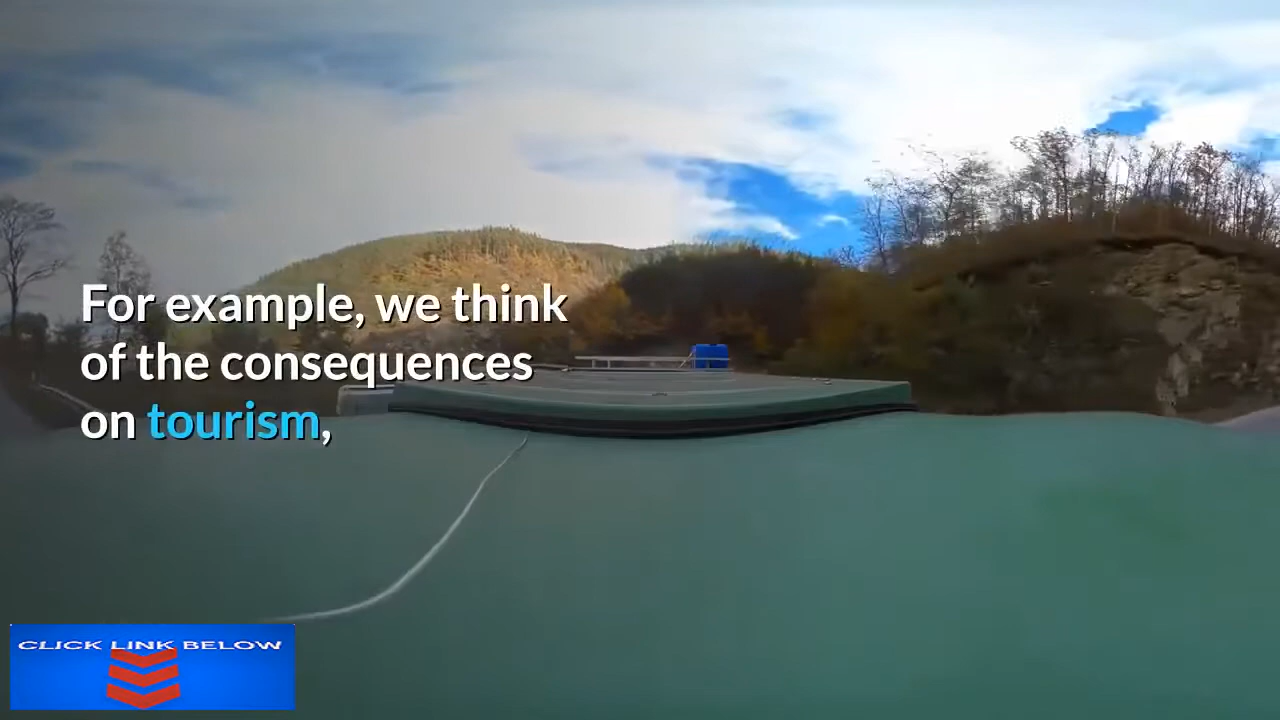 For example, we think
of the consequences
on tourism,
CLICK LINK BELOW